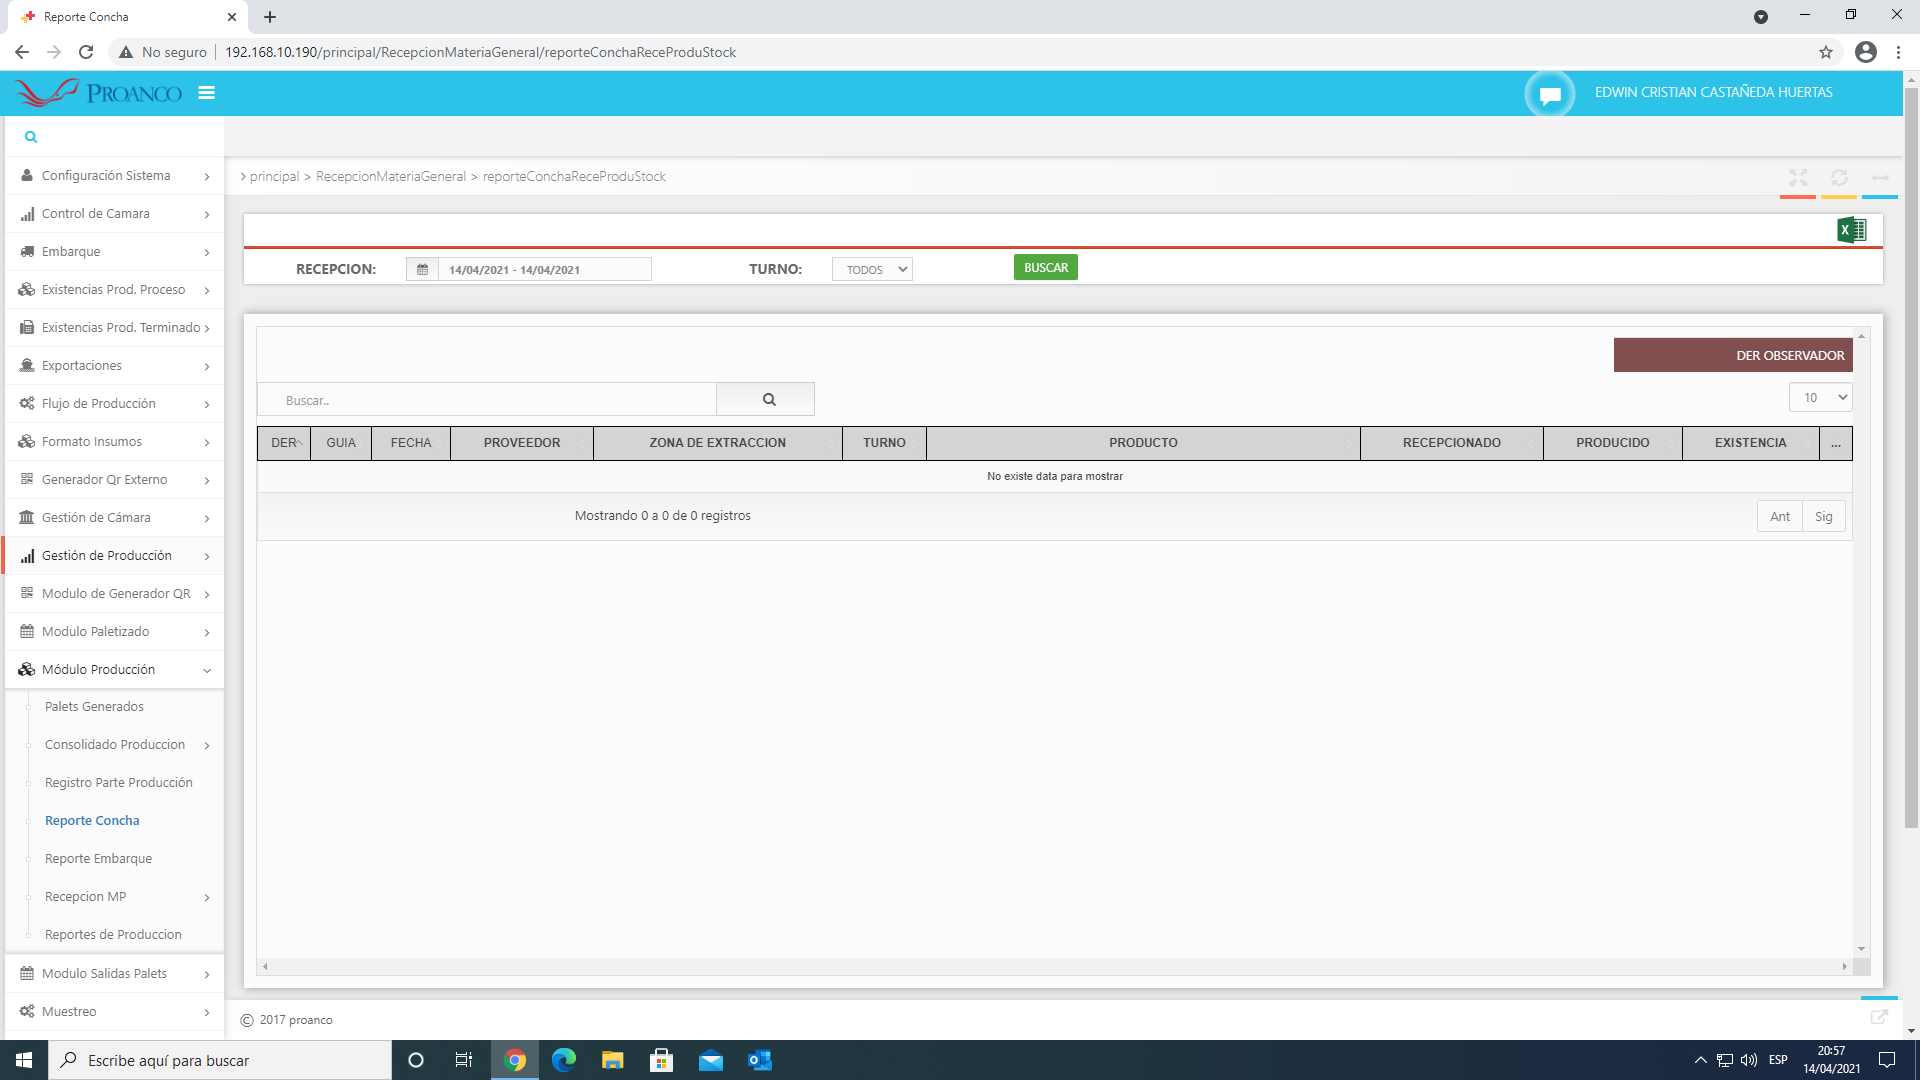 Reporte Concha
No seguro
192.168.10.190/principal/RecepcionMateriaGeneral/reporteConchaReceProduStock
PROANCO
EDWIN CRISTIAN CASTAÑEDA HUERTAS
Configuración Sistema
Control de Camara
Embarque
Existencias Prod. Proceso
Existencias Prod. Terminado
Exportaciones
Flujo de Producción
Formato Insumos
Generador Qr Externo
Gestión de Cámara
Gestión de Producción
Modulo de Generador QR
Modulo Paletizado
Módulo Producción
Palets Generados
Consolidado Produccion
Registro Parte Producción
Reporte Concha
Reporte Embarque
Recepcion MP
Reportes de Produccion
Modulo Salidas Palets
Muestreo
> principal > RecepcionMateriaGeneral > reporteConchaReceProduStock
RECEPCION: 14/04/2021 - 14/04/2021 TURNO: TODOS BUSCAR
DER OBSERVADOR
Buscar..
10
DER GUIA FECHA PROVEEDOR ZONA DE EXTRACCION TURNO PRODUCTO RECEPCIONADO PRODUCIDO EXISTENCIA ...
No existe data para mostrar
Mostrando 0 a 0 de 0 registros
Ant Sig
© 2017 proanco
Escribe aquí para buscar
ESP
20:57
14/04/2021